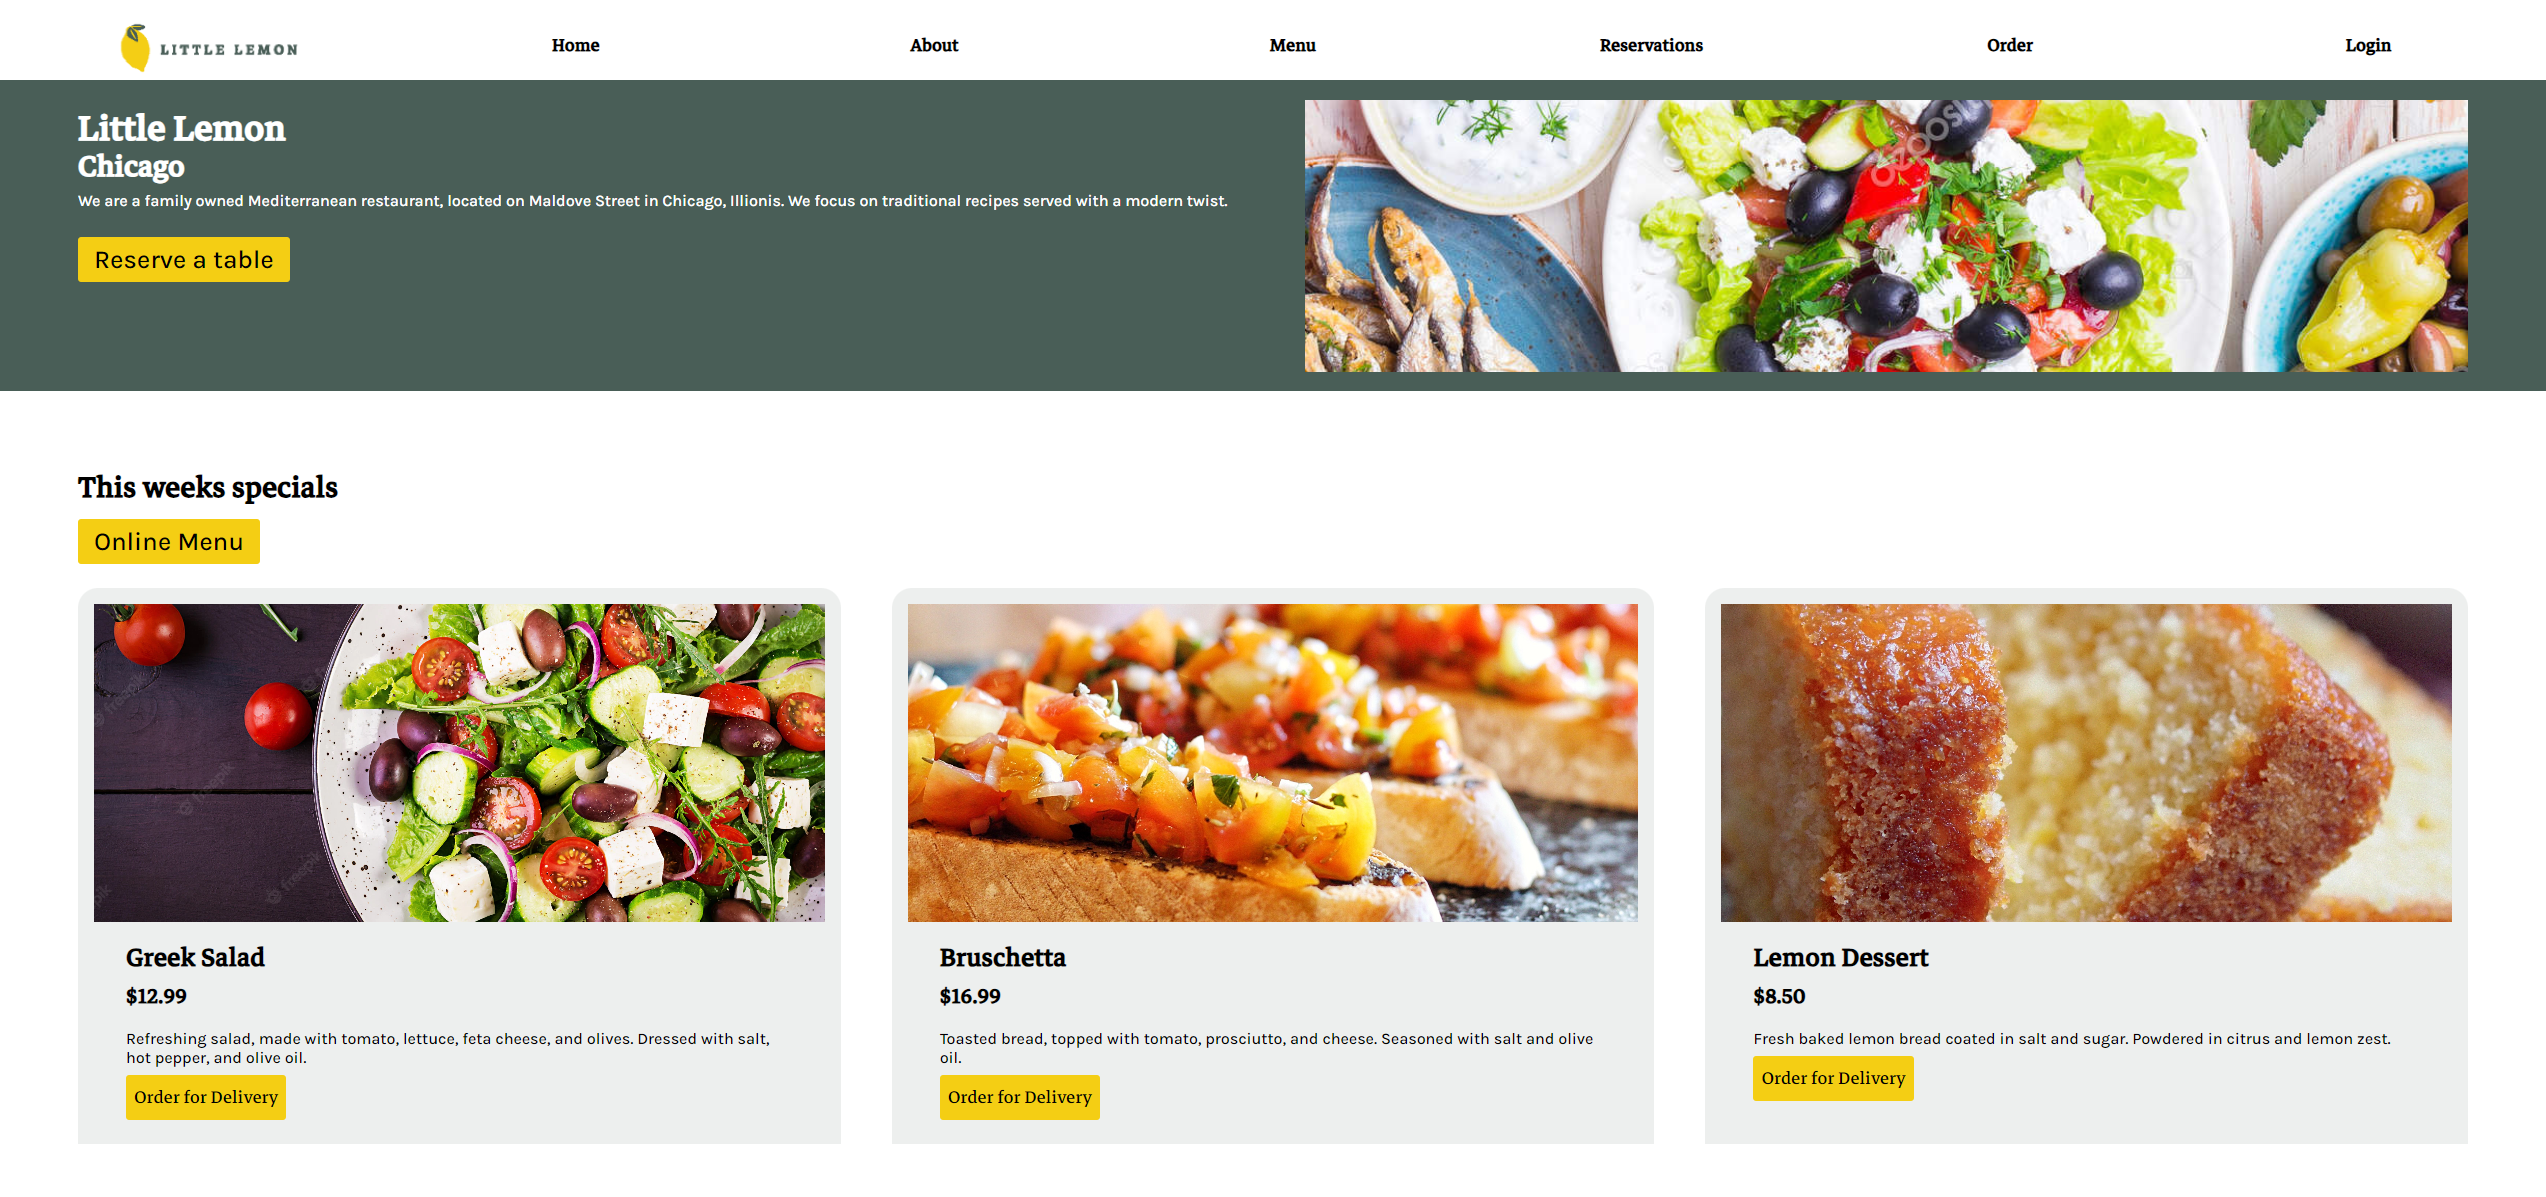 LITTLE LEMON
Home
About
Menu
Reservations
Order
Login
Little Lemon
Chicago
We are a family owned Mediterranean restaurant, located on Maldove Street in Chicago, Illionis. We focus on traditional recipes served with a modern twist.
Reserve a table
This weeks specials
Online Menu
Greek Salad
$12.99
Refreshing salad, made with tomato, lettuce, feta cheese, and olives. Dressed with salt,
hot pepper, and olive oil.
Order for Delivery
Bruschetta
$16.99
Toasted bread, topped with tomato, prosciutto, and cheese. Seasoned with salt and olive
oil.
Order for Delivery
Lemon Dessert
$8.50
Fresh baked lemon bread coated in salt and sugar. Powdered in citrus and lemon zest.
Order for Delivery